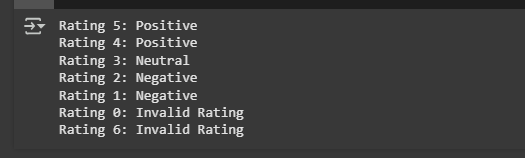 Rating 5: Positive
Rating 4: Positive
Rating 3: Neutral
Rating 2: Negative
Rating 1: Negative
Rating 0: Invalid Rating
Rating 6: Invalid Rating